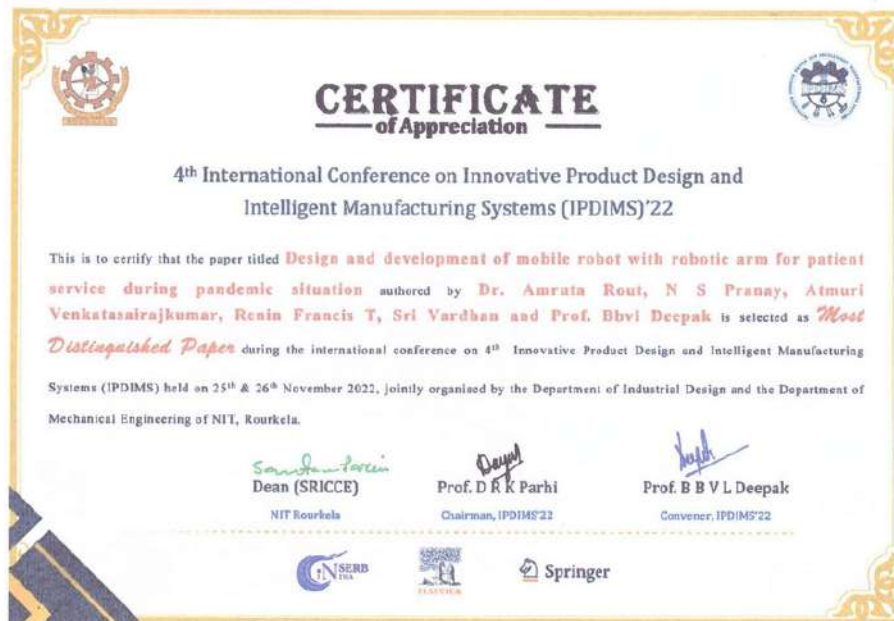 CERTIFICATE
of Appreciation
4th International Conference on Innovative Product Design and
Intelligent Manufacturing Systems (IPDIMS)'22
This is to certify that the paper titled Design and development of mobile robot with robotic arm for patient
service during pandemic situation authored by Dr. Amruta Rout, N S Pranay, Atmuri
Venkatasairajkumar, Renin Francis T, Sri Vardhan and Prof. Bbvl Deepak is selected as Most
Distinguished Paper during the international conference on 4th Innovative Product Design and Intelligent Manufacturing
Systems (IPDIMS) held on 25th & 26th November 2022, jointly organised by the Department of Industrial Design and the Department of
Mechanical Engineering of NIT, Rourkela.
Dean (SRICCE)
Prof. D R K Parhi
Prof. B B V L Deepak
NIT Rourkela
Chairman, IPDIMS'22
Convener, IPDIMS'22
SERB
INDIA
ELSEVIER
Springer